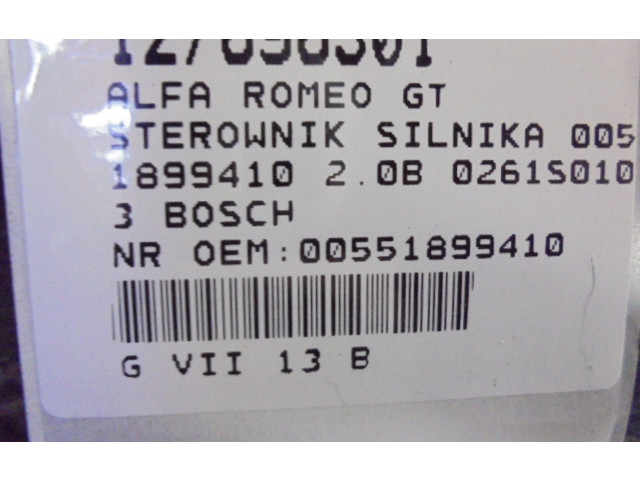 ALFA ROMEO GT
STEROWNIK SILNIKA 005
1899410 2.0B 0261S010
3 BOSCH
NR OEM:00551899410
G VII 13 B